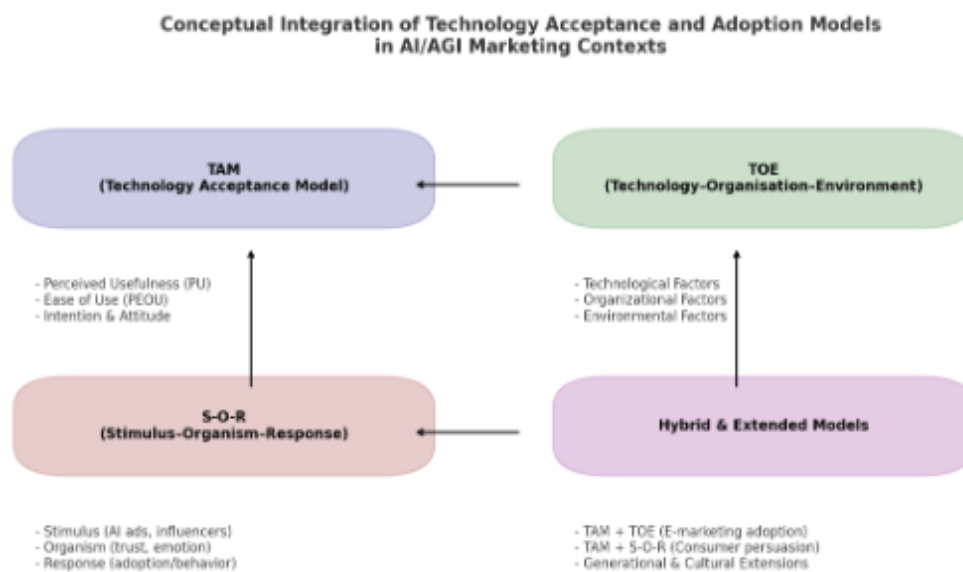 Conceptual Integration of Technology Acceptance and Adoption Models
in AI/AGI Marketing Contexts
TAM
(Technology Acceptance Model)
TOE
(Technology-Organisation-Environment)
- Perceived Usefulness (PU)
- Ease of Use (PEOU)
- Intention & Attitude
- Technological Factors
- Organizational Factors
- Environmental Factors
S-O-R
(Stimulus-Organism-Response)
Hybrid & Extended Models
- Stimulus (AI ads, influencers)
- Organism (trust, emotion)
- Response (adoption/behavior)
- TAM + TOE (E-marketing adoption)
- TAM + S-O-R (Consumer persuasion)
- Generational & Cultural Extensions